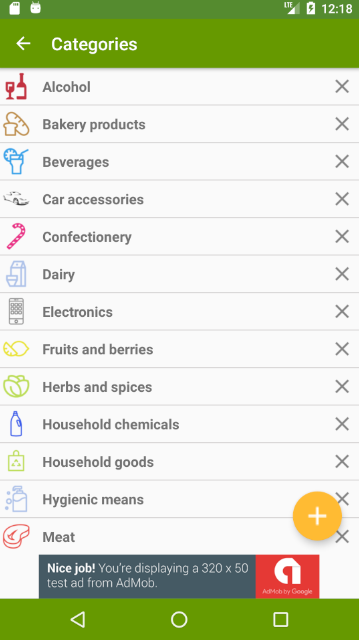 LTE 12:18
Categories
Alcohol
Bakery products
Beverages
Car accessories
Confectionery
Dairy
Electronics
Fruits and berries
Herbs and spices
Household chemicals
Household goods
Hygienic means
Meat
Nice job! You're displaying a 320 x 50
test ad from AdMob.
AdMob by Google